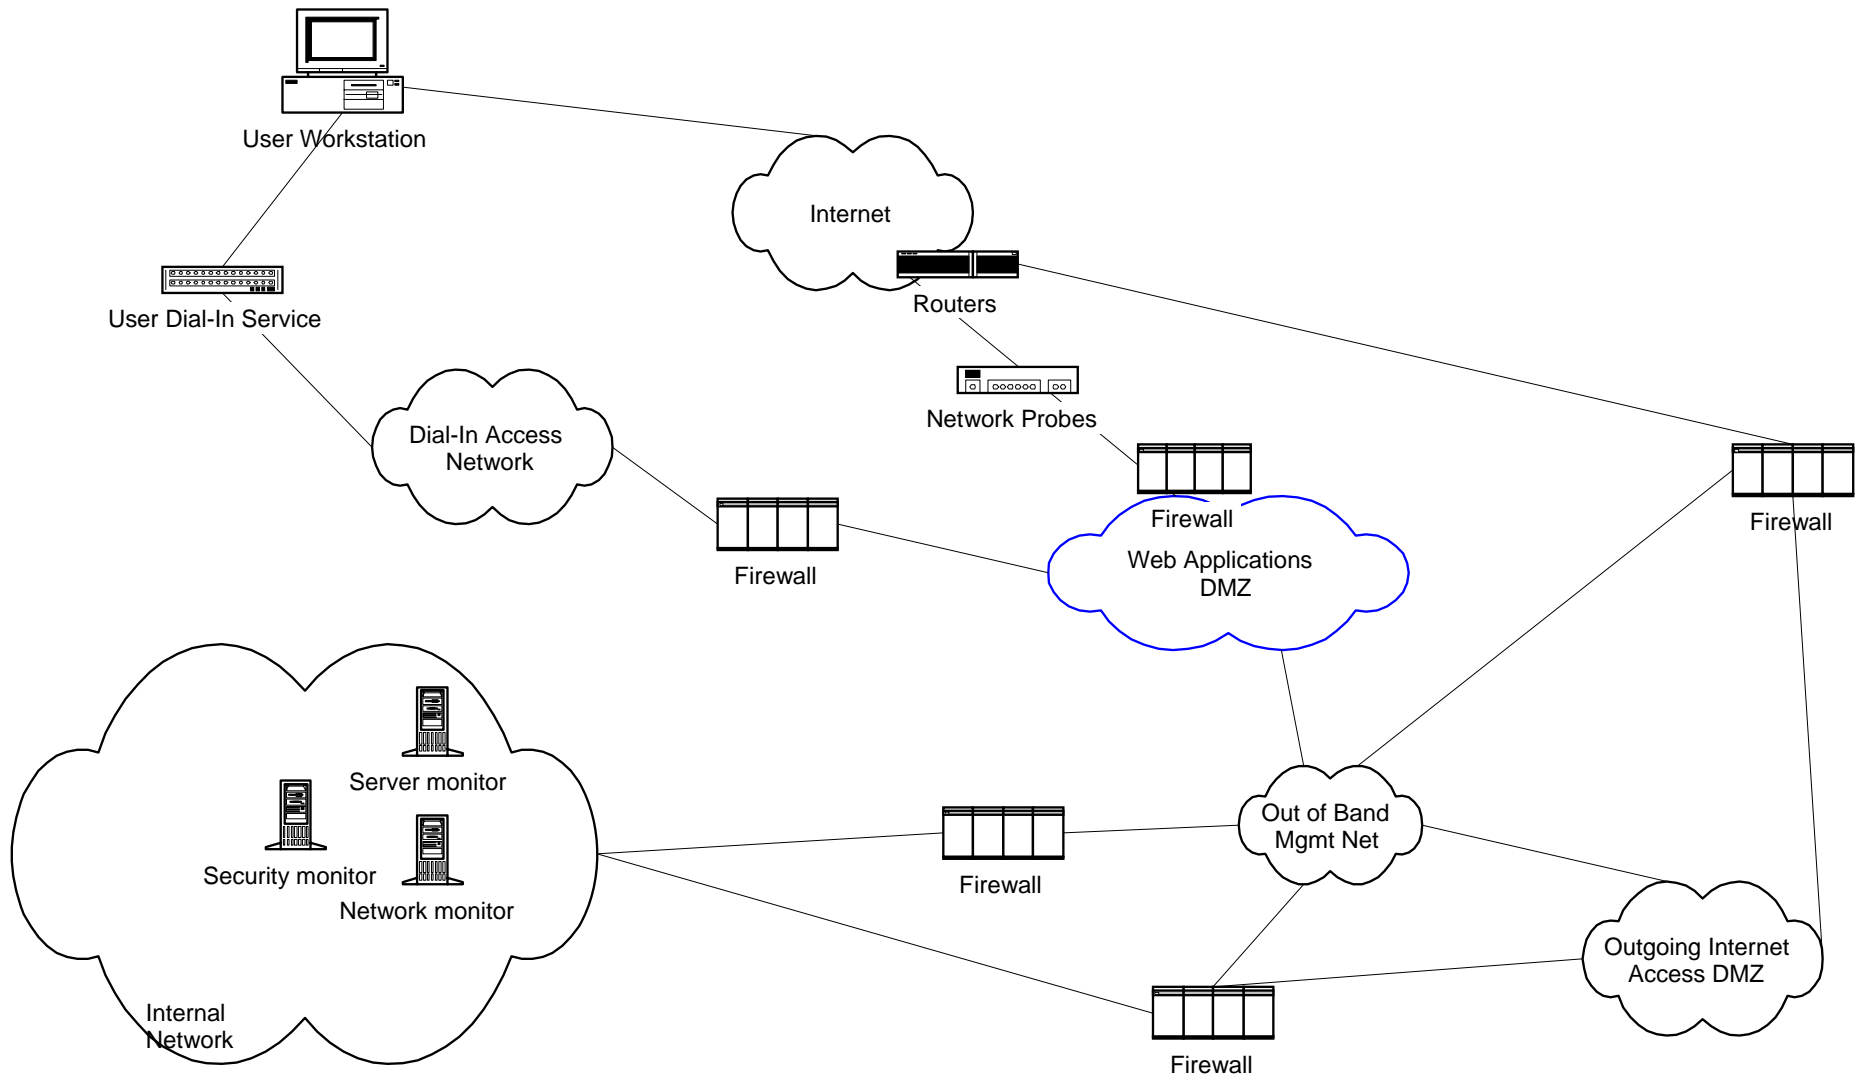 User Workstation
Internet
Routers
User Dial-In Service
Network Probes
Dial-In Access
Network
Firewall
Firewall
Firewall
Web Applications
DMZ
Server monitor
Security monitor
Network monitor
Out of Band
Mgmt Net
Firewall
Outgoing Internet
Access DMZ
Internal
Network
Firewall